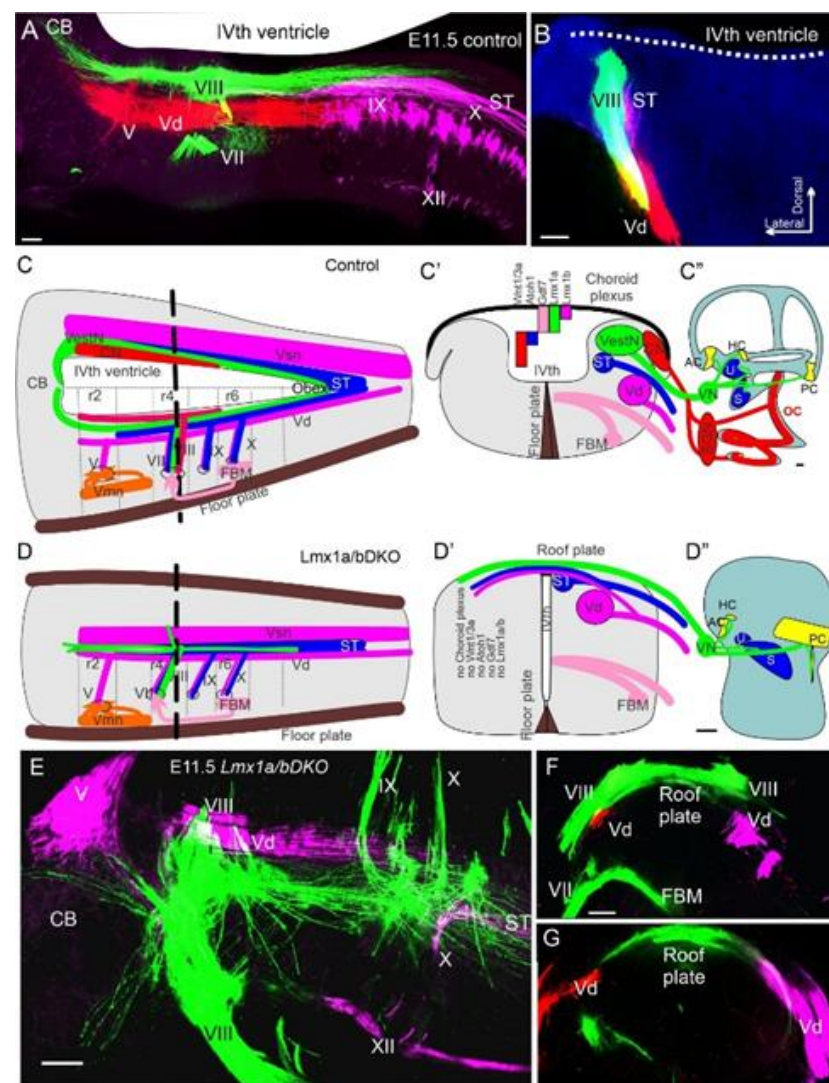 A
CB
IVth ventricle
E11.5 control
VIII
IX
ST
V
Vd
X
VII
XII
B
IVth ventricle
VIII
ST
Vd
Dorsal
Lateral
C
Control
VestN
CN
Vsn
IVth ventricle
CB
r2
r4
r6
Obex
ST
Vd
V
VII
VIII
IX
X
Vmn
FBM
Floor plate
C'
Wnt1/3a
Atoh1
Gdf7
Lmx1a
Lmx1b
Choroid
plexus
VestN
ST
IVth
Vd
Floor plate
FBM
C"
AC
HC
U
S
VN
PC
OC
D
Lmx1a/bDKO
Vsn
ST
r2
r4
r6
Vd
V
VIII
IX
X
Vmn
FBM
Floor plate
D'
Roof plate
ST
IVth
Vd
no Choroid plexus
no Wnt1/3a
no Atoh1
no Gdf7
no Lmx1a/b
Floor plate
FBM
D"
HC
AC
VN
U
S
PC
E
E11.5 Lmx1a/bDKO
V
VIII
IX
X
Vd
CB
ST
X
VIII
XII
F
VIII
VIII
Roof
plate
Vd
Vd
VII
FBM
G
Roof
plate
Vd
Vd